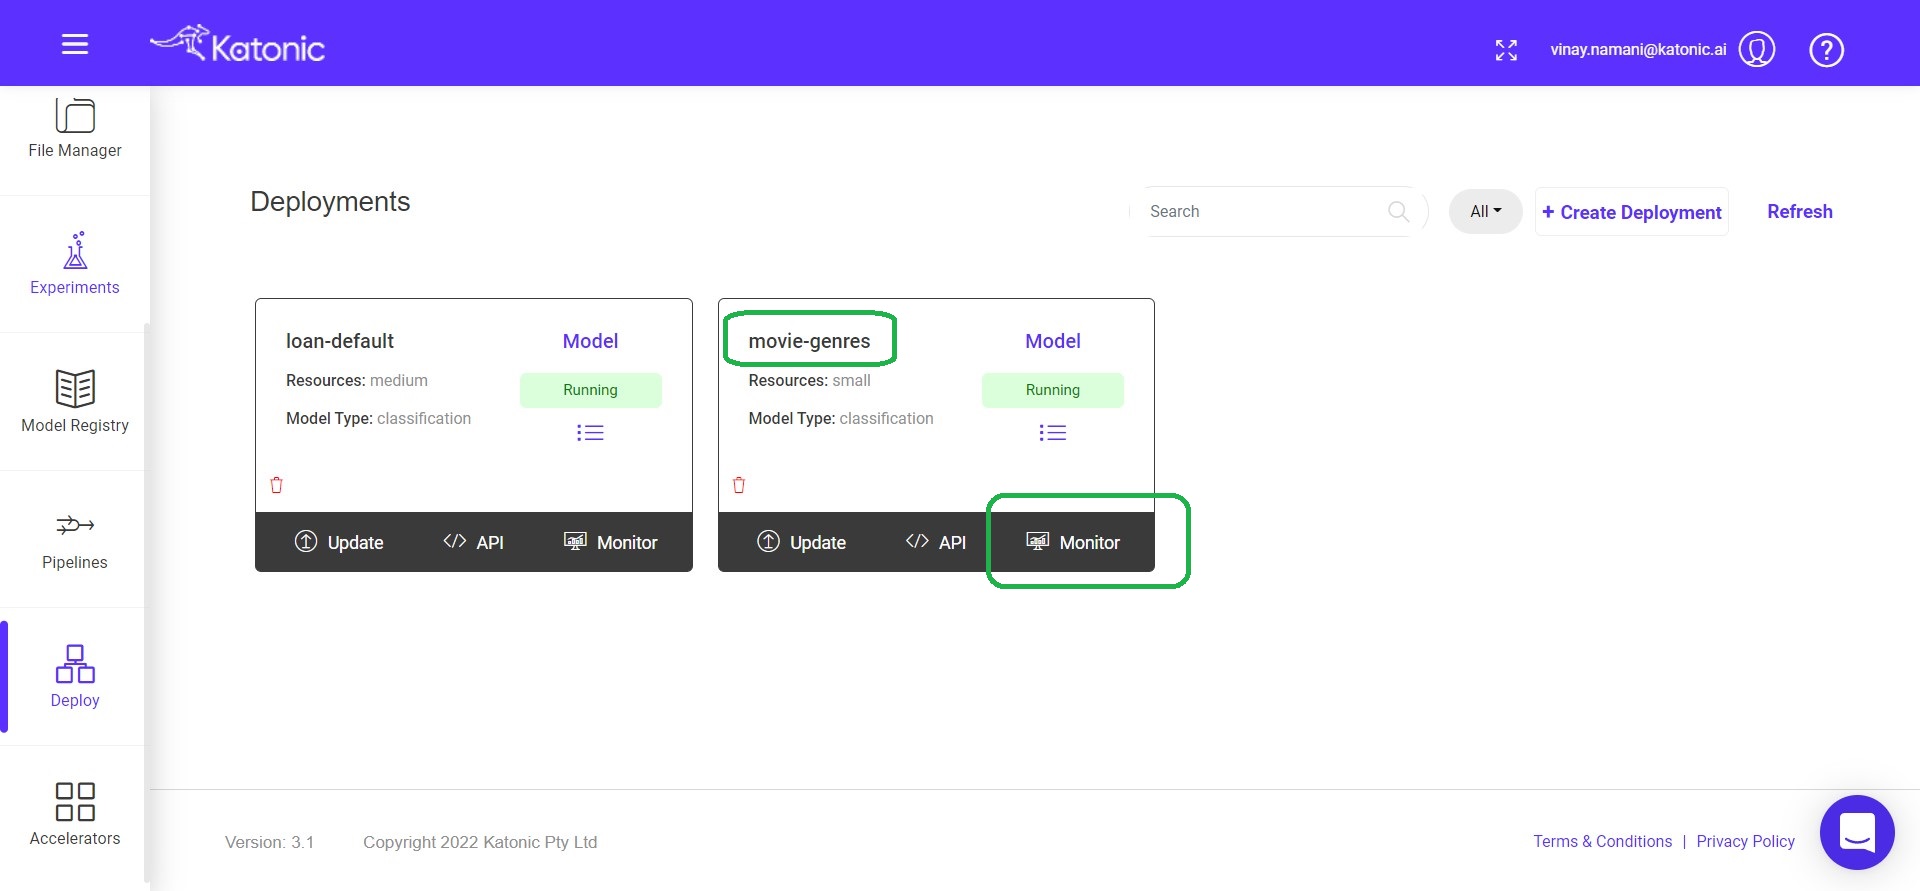 Katonic
vinay.namani@katonic.ai
?
File Manager
Experiments
Model Registry
Pipelines
Deploy
Accelerators
Deployments
Search
All
+ Create Deployment
Refresh
loan-default
Model
Resources: medium
Running
Model Type: classification
Update
</> API
Monitor
movie-genres
Model
Resources: small
Running
Model Type: classification
Update
</> API
Monitor
Version: 3.1
Copyright 2022 Katonic Pty Ltd
Terms & Conditions | Privacy Policy